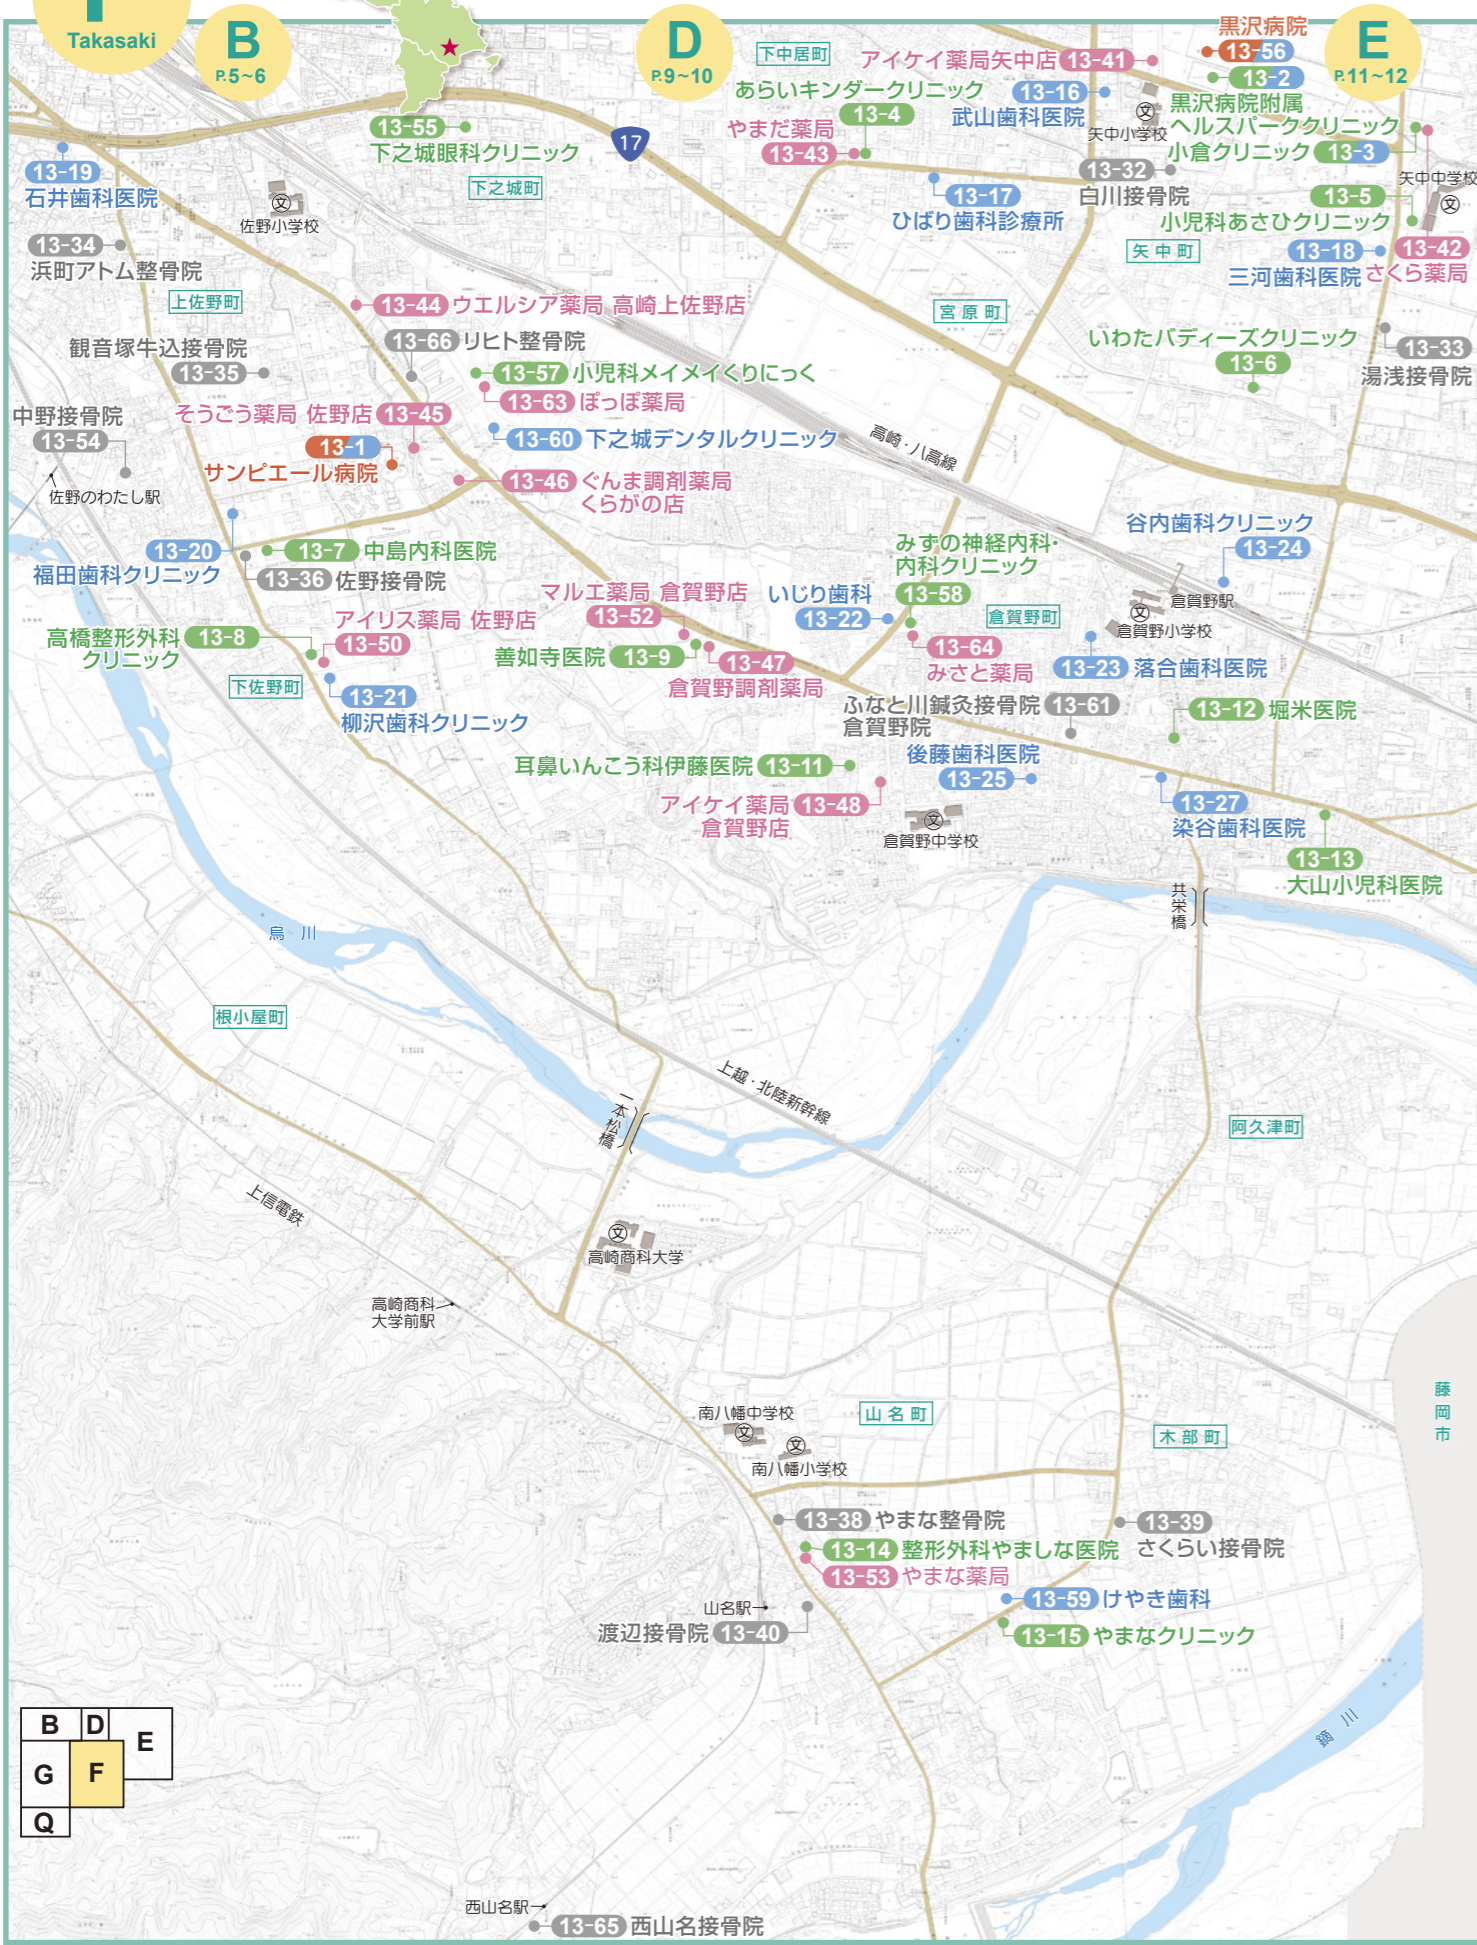 Takasaki
B
P.5~6
D
P.9~10
E
P.11~12
黒沢病院
13-56
13-2
黒沢病院附属
ヘルスパーククリニック
下中居町
アイケイ薬局矢中店 13-41
あらいキンダークリニック
13-4
13-16
武山歯科医院
矢中小学校
やまだ薬局
13-43
小倉クリニック 13-3
13-55
下之城眼科クリニック
17
13-19
石井歯科医院
下之城町
佐野小学校
13-17
ひばり歯科診療所
13-32
白川接骨院
矢中中学校
13-5
小児科あさひクリニック
13-34
浜町アトム整骨院
矢中町
13-18
三河歯科医院
13-42
さくら薬局
上佐野町
13-44 ウエルシア薬局 高崎上佐野店
宮原町
13-66 リヒト整骨院
観音塚牛込接骨院
13-35
いわたバディーズクリニック
13-6
13-33
湯浅接骨院
13-57 小児科メイメイくりにっく
13-63 ぽっぽ薬局
中野接骨院
13-54
そうごう薬局 佐野店 13-45
13-1
サンピエール病院
13-60 下之城デンタルクリニック
高崎・八高線
佐野のわたし駅
13-46 ぐんま調剤薬局
くらがの店
13-20
福田歯科クリニック
13-7 中島内科医院
13-36 佐野接骨院
みずの神経内科・
内科クリニック
13-58
谷内歯科クリニック
13-24
マルエ薬局 倉賀野店
13-52
いじり歯科
13-22
倉賀野町
倉賀野駅
倉賀野小学校
高橋整形外科
クリニック
13-8
アイリス薬局 佐野店
13-50
善如寺医院 13-9
13-47
倉賀野調剤薬局
13-64
みさと薬局
13-23 落合歯科医院
下佐野町
13-21
柳沢歯科クリニック
ふなと川鍼灸接骨院
倉賀野院
13-61
13-12 堀米医院
耳鼻いんこう科伊藤医院 13-11
後藤歯科医院
13-25
アイケイ薬局
倉賀野店
13-48
13-27
染谷歯科医院
倉賀野中学校
13-13
大山小児科医院
共栄橋
烏川
根小屋町
上越・北陸新幹線
一本松橋
阿久津町
上信電鉄
高崎商科大学
高崎商科
大学前駅
藤岡市
南八幡中学校
山名町
木部町
南八幡小学校
13-38 やまな整骨院
13-39
さくらい接骨院
13-14 整形外科やましな医院
13-53 やまな薬局
13-59 けやき歯科
山名駅
渡辺接骨院 13-40
13-15 やまなクリニック
鏑川
B
D
E
G
F
Q
西山名駅
13-65 西山名接骨院